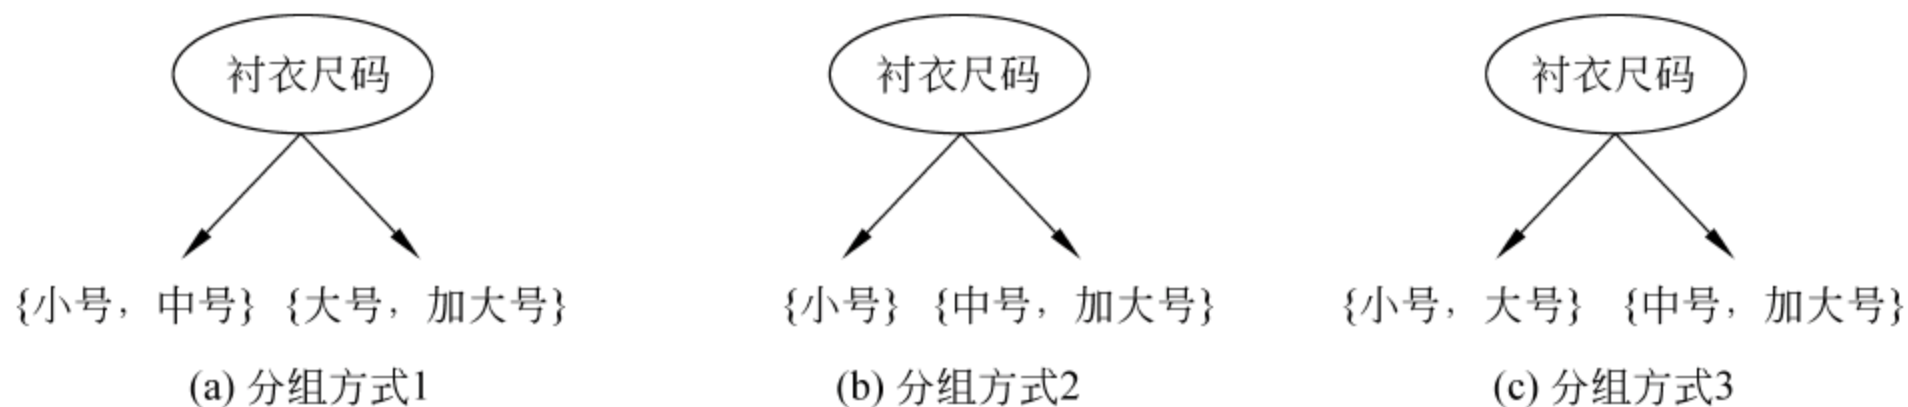 衬衣尺码 衬衣尺码 衬衣尺码
{小号，中号} {大号，加大号} {小号} {中号，加大号} {小号，大号} {中号，加大号}
(a) 分组方式1 (b) 分组方式2 (c) 分组方式3